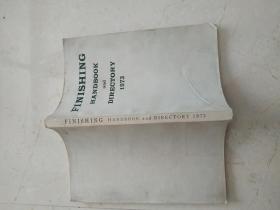 FINISHING
HANDBOOK
and
DIRECTORY
1973
FINISHING HANDBOOK and DIRECTORY 1973